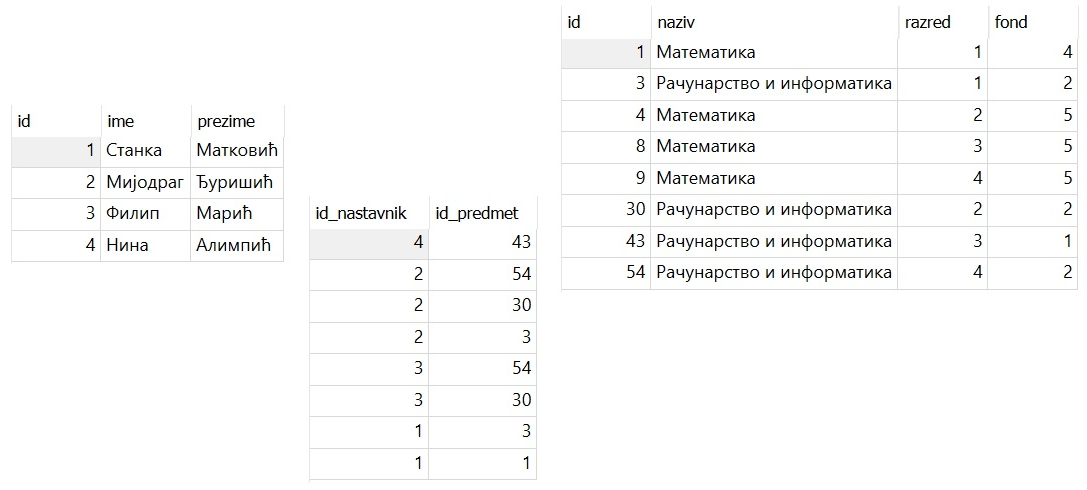 id ime prezime
1 Станка Матковић
2 Мијодраг Ђуришић
3 Филип Марић
4 Нина Алимпић
id_nastavnik id_predmet
4 43
2 54
2 30
2 3
3 54
3 30
1 3
1 1
id naziv razred fond
1 Математика 1 4
3 Рачунарство и информатика 1 2
4 Математика 2 5
8 Математика 3 5
9 Математика 4 5
30 Рачунарство и информатика 2 2
43 Рачунарство и информатика 3 1
54 Рачунарство и информатика 4 2